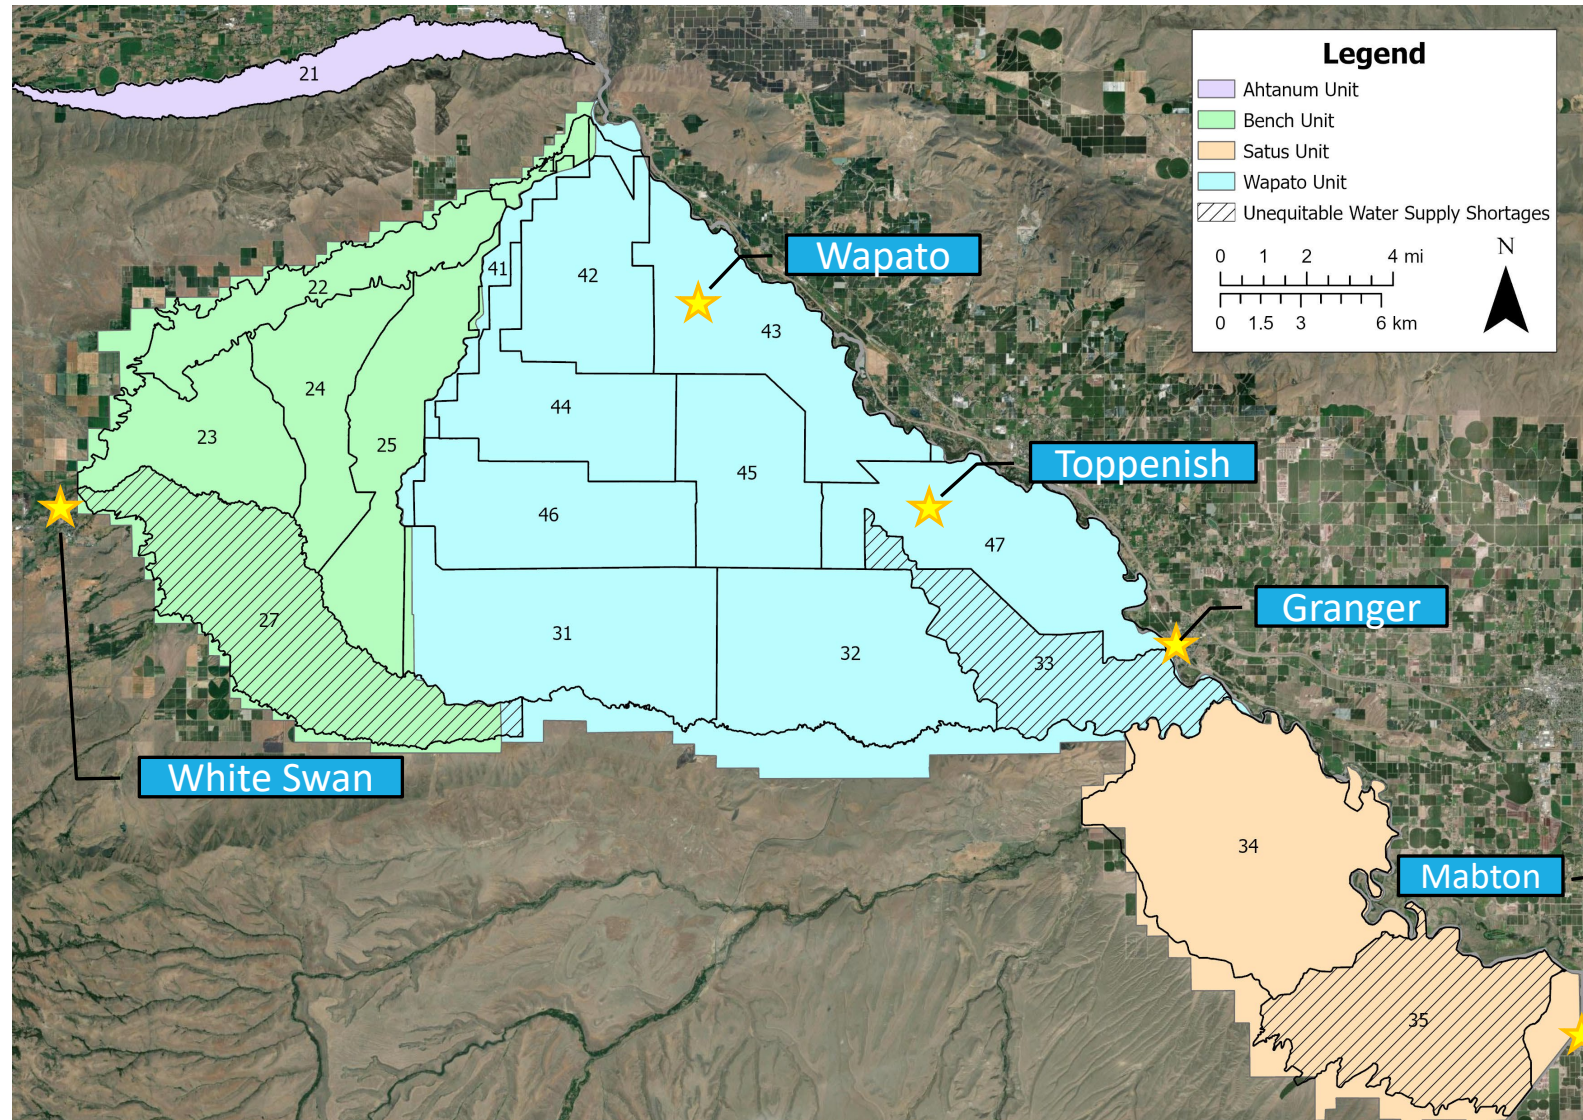 Legend
Ahtanum Unit
Bench Unit
Satus Unit
Wapato Unit
Unequitable Water Supply Shortages
0 1 2 4 mi
0 1.5 3 6 km
N
21
Wapato
22
41
42
43
24
44
23
25
45
Toppenish
46
47
27
31
32
33
Granger
White Swan
34
Mabton
35